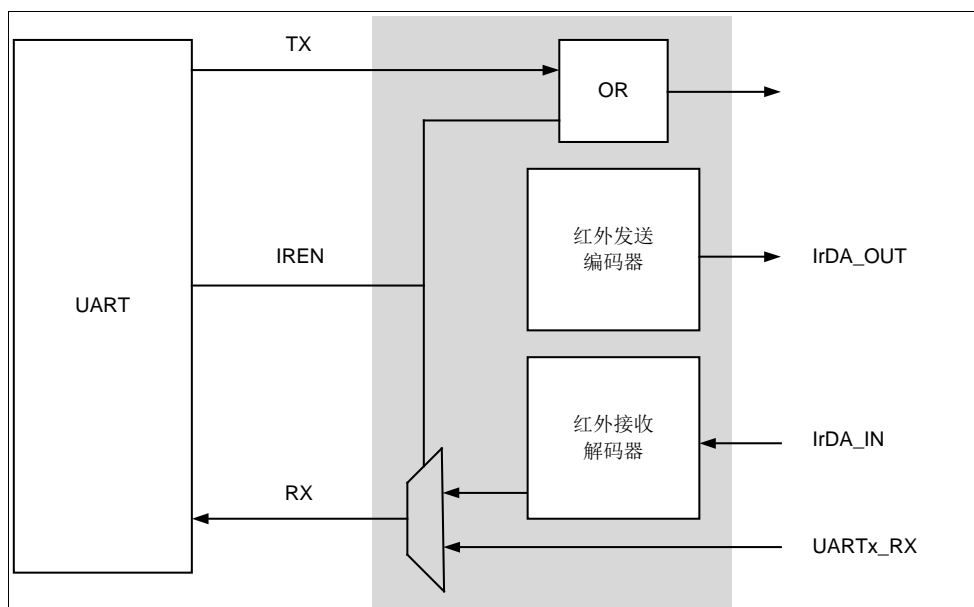 TX
OR
红外发送
编码器
IrDA_OUT
IREN
UART
红外接收
解码器
IrDA_IN
RX
UARTx_RX